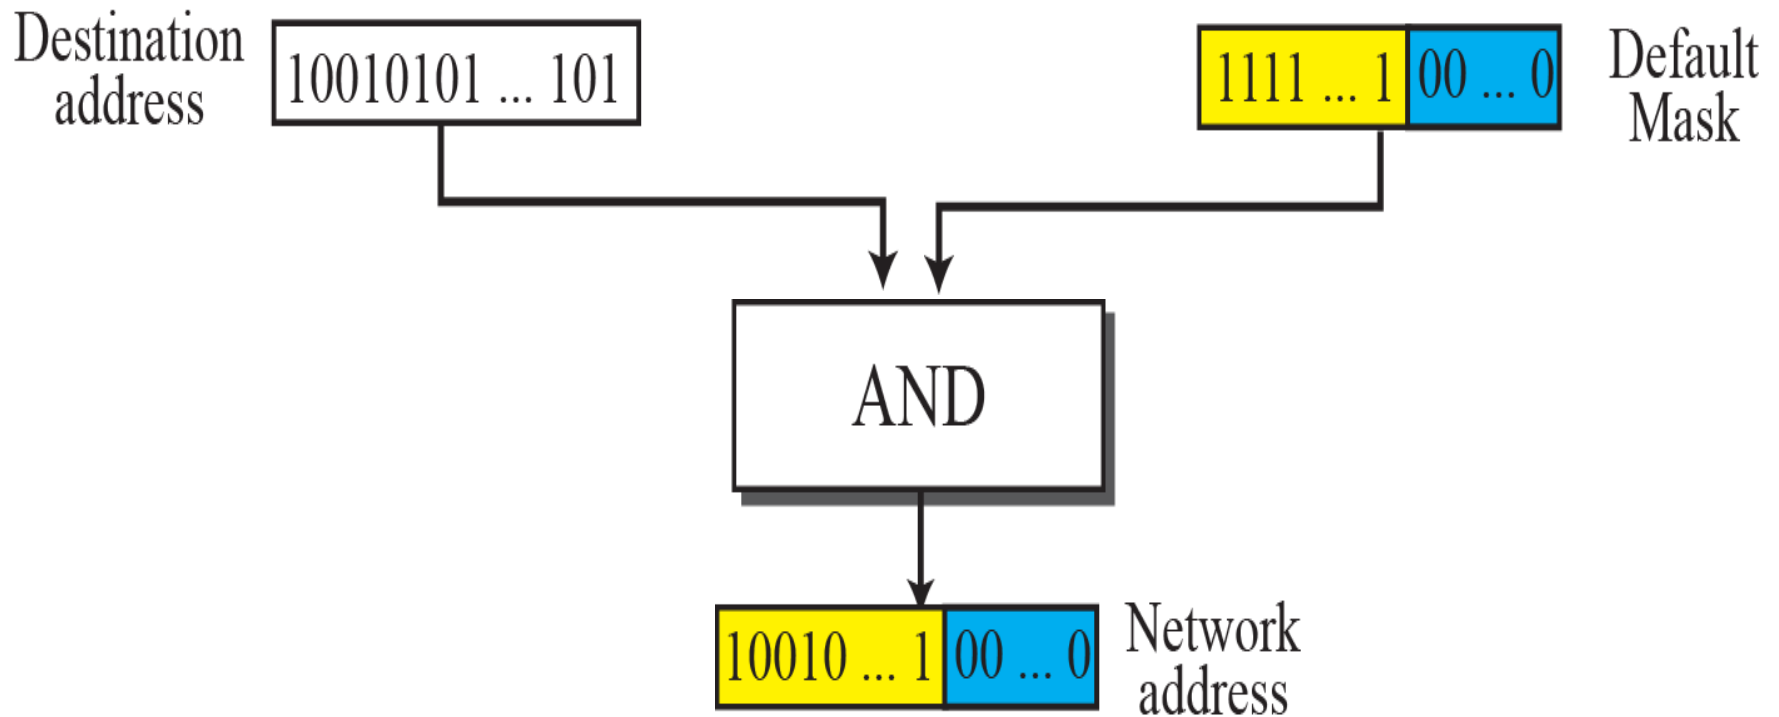 Destination
address
10010101 ... 101
1111 ... 1 00 ... 0
Default
Mask
AND
10010 ... 1 00 ... 0
Network
address